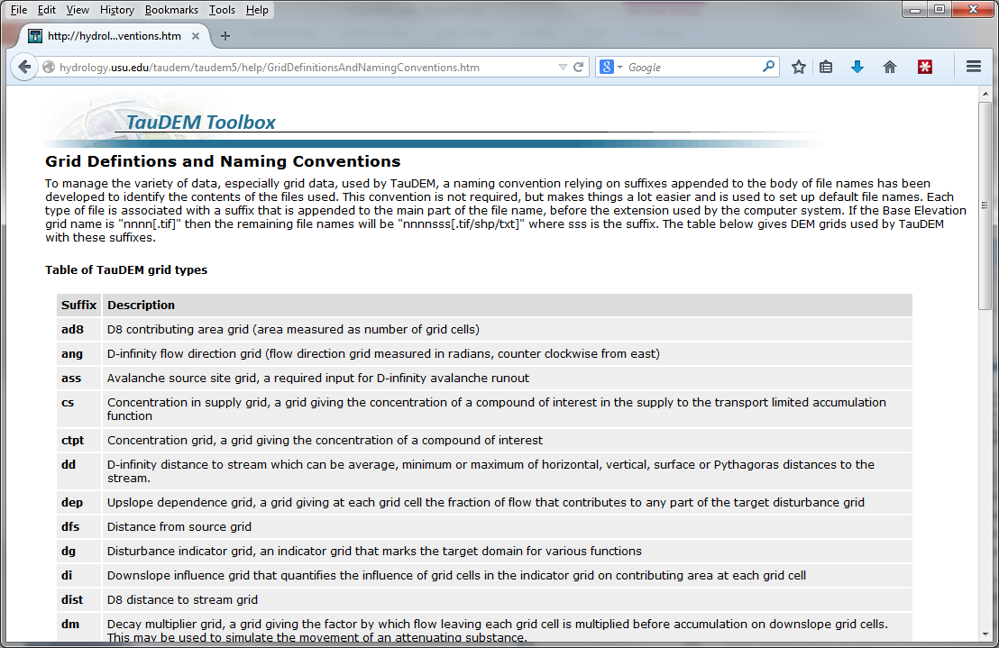 File Edit View History Bookmarks Tools Help
http://hydrol...ventions.htm
hydrology.usu.edu/taudem/taudem5/help/GridDefinitionsAndNamingConventions.htm
8 Google
TauDEM Toolbox
Grid Defintions and Naming Conventions
To manage the variety of data, especially grid data, used by TauDEM, a naming convention relying on suffixes appended to the body of file names has been
developed to identify the contents of the files used. This convention is not required, but makes things a lot easier and is used to set up default file names. Each
type of file is associated with a suffix that is appended to the main part of the file name, before the extension used by the computer system. If the Base Elevation
grid name is "nnnn[.tif]" then the remaining file names will be "nnnnsss[.tif/shp/txt]" where sss is the suffix. The table below gives DEM grids used by TauDEM
with these suffixes.
Table of TauDEM grid types
Suffix Description
ad8 D8 contributing area grid (area measured as number of grid cells)
ang D-infinity flow direction grid (flow direction grid measured in radians, counter clockwise from east)
ass Avalanche source site grid, a required input for D-infinity avalanche runout
cs Concentration in supply grid, a grid giving the concentration of a compound of interest in the supply to the transport limited accumulation
function
ctpt Concentration grid, a grid giving the concentration of a compound of interest
dd D-infinity distance to stream which can be average, minimum or maximum of horizontal, vertical, surface or Pythagoras distances to the
stream.
dep Upslope dependence grid, a grid giving at each grid cell the fraction of flow that contributes to any part of the target disturbance grid
dfs Distance from source grid
dg Disturbance indicator grid, an indicator grid that marks the target domain for various functions
di Downslope influence grid that quantifies the influence of grid cells in the indicator grid on contributing area at each grid cell
dist D8 distance to stream grid
dm Decay multiplier grid, a grid giving the factor by which flow leaving each grid cell is multiplied before accumulation on downslope grid cells.
This may be used to simulate the movement of an attenuating substance.